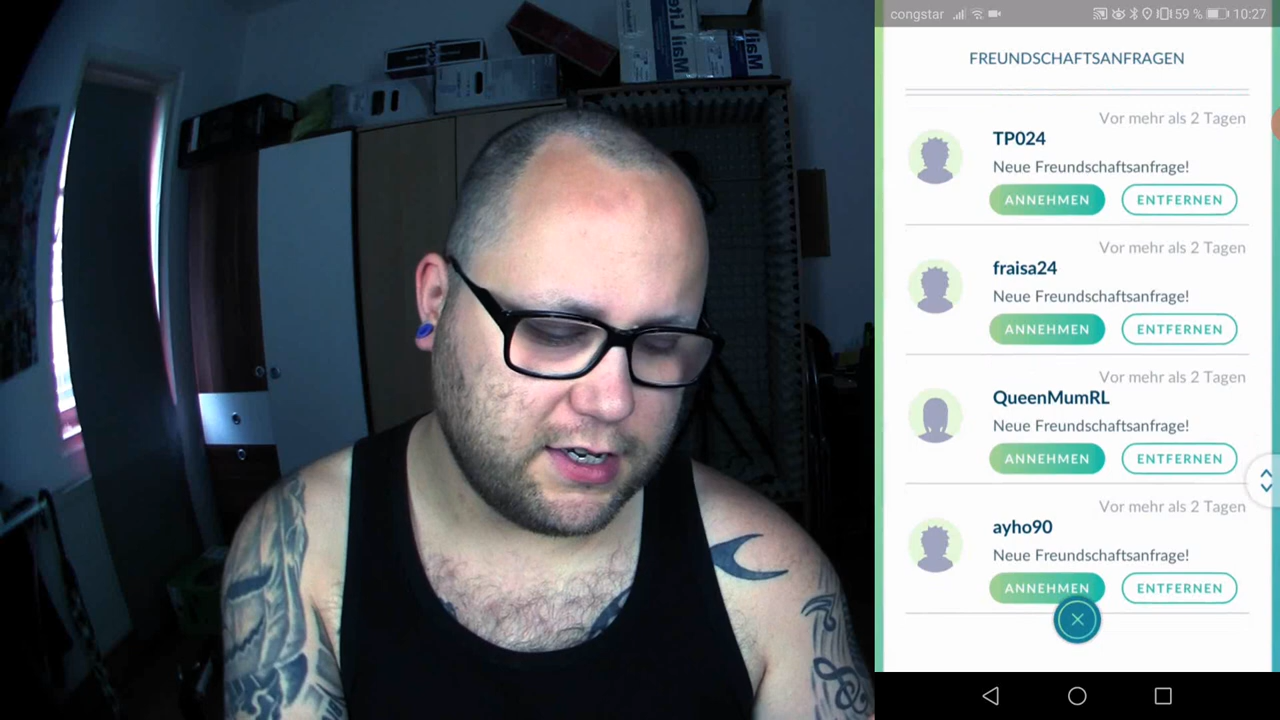 congstar 59 % 10:27
FREUNDSCHAFTSANFRAGEN
Vor mehr als 2 Tagen
TP024
Neue Freundschaftsanfrage!
ANNEHMEN ENTFERNEN
Vor mehr als 2 Tagen
fraisa24
Neue Freundschaftsanfrage!
ANNEHMEN ENTFERNEN
Vor mehr als 2 Tagen
QueenMumRL
Neue Freundschaftsanfrage!
ANNEHMEN ENTFERNEN
Vor mehr als 2 Tagen
ayho90
Neue Freundschaftsanfrage!
ANNEHMEN ENTFERNEN